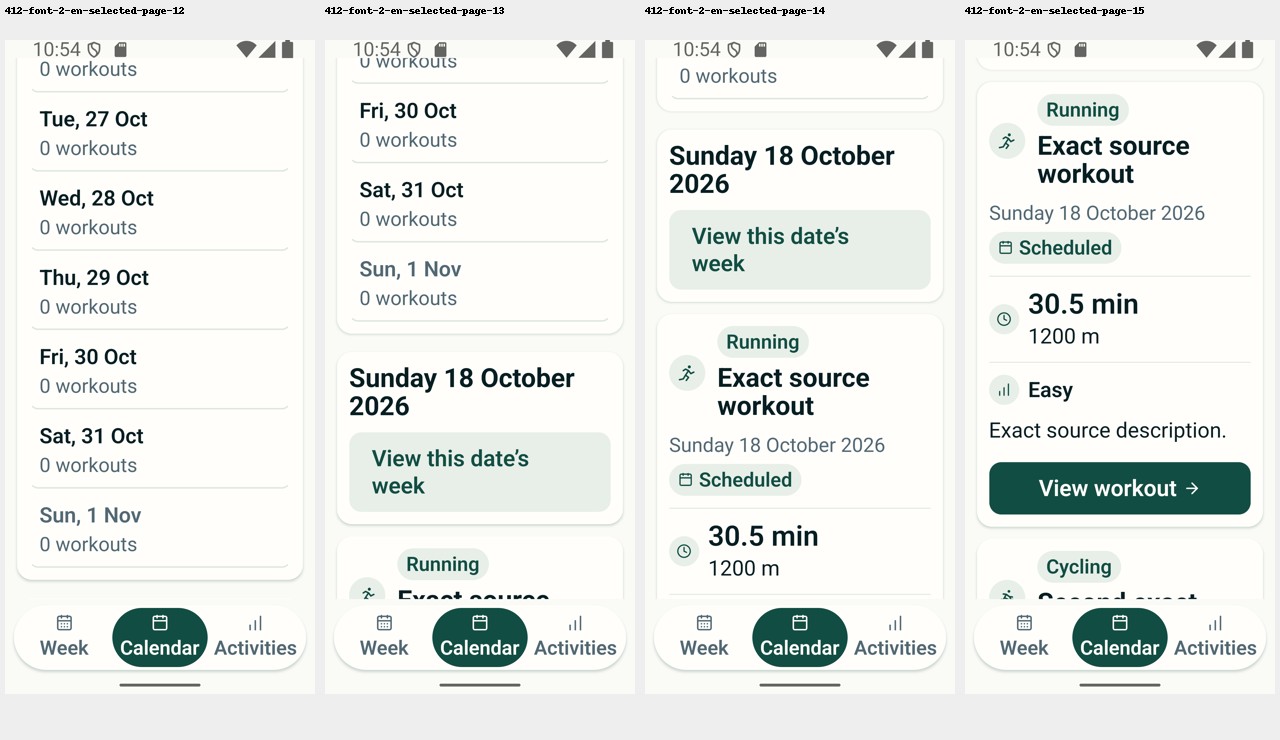 412-font-2-en-selected-page-12
10:54
0 workouts
Tue, 27 Oct
0 workouts
Wed, 28 Oct
0 workouts
Thu, 29 Oct
0 workouts
Fri, 30 Oct
0 workouts
Sat, 31 Oct
0 workouts
Sun, 1 Nov
0 workouts
Week
Calendar
Activities
412-font-2-en-selected-page-13
10:54
0 workouts
Fri, 30 Oct
0 workouts
Sat, 31 Oct
0 workouts
Sun, 1 Nov
0 workouts
Sunday 18 October
2026
View this date’s
week
Running
Exact source
Week
Calendar
Activities
412-font-2-en-selected-page-14
10:54
0 workouts
Sunday 18 October
2026
View this date’s
week
Running
Exact source
workout
Sunday 18 October 2026
Scheduled
30.5 min
1200 m
Week
Calendar
Activities
412-font-2-en-selected-page-15
10:54
Running
Exact source
workout
Sunday 18 October 2026
Scheduled
30.5 min
1200 m
Easy
Exact source description.
View workout →
Cycling
Second exact
Week
Calendar
Activities